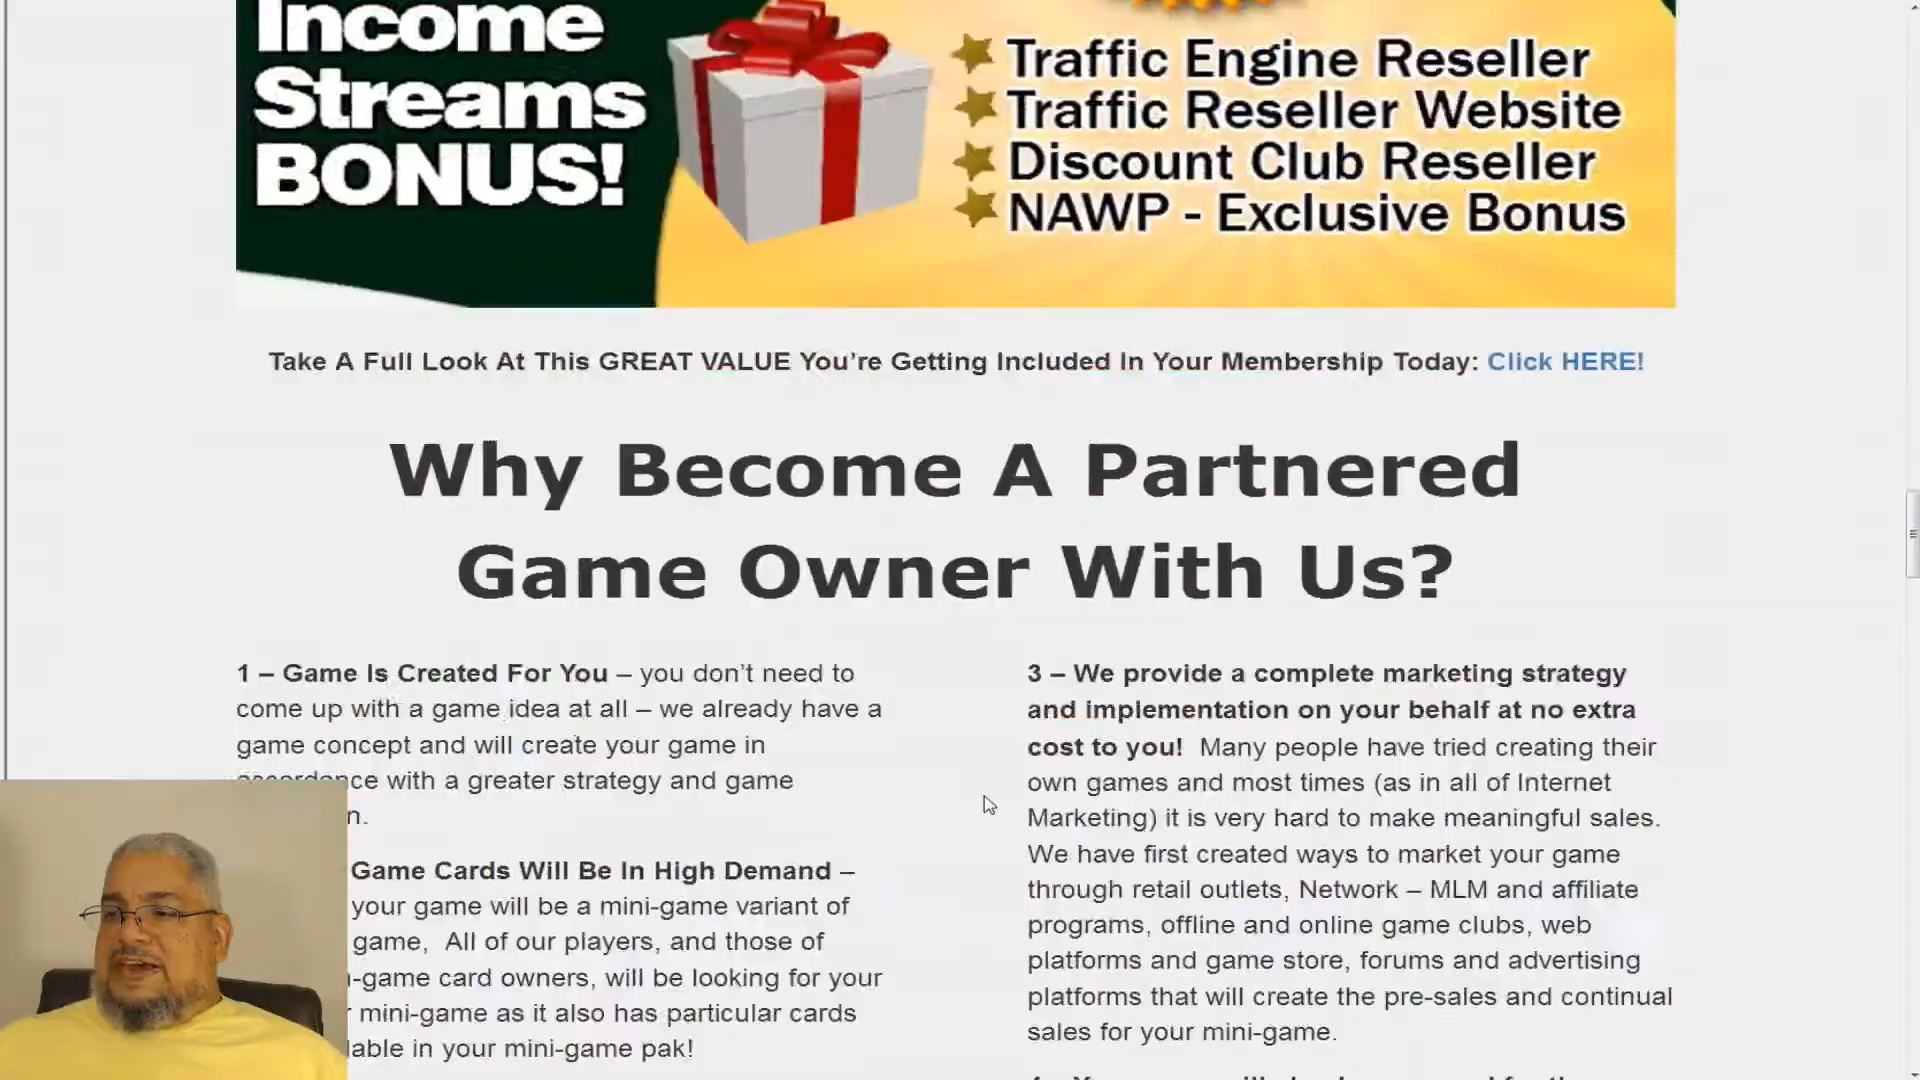 Income
Streams
BONUS!
Traffic Engine Reseller
Traffic Reseller Website
Discount Club Reseller
NAWP - Exclusive Bonus
Take A Full Look At This GREAT VALUE You’re Getting Included In Your Membership Today: Click HERE!
Why Become A Partnered
Game Owner With Us?
1 – Game Is Created For You – you don’t need to
come up with a game idea at all – we already have a
game concept and will create your game in
accordance with a greater strategy and game
n.
Game Cards Will Be In High Demand –
your game will be a mini-game variant of
game,  All of our players, and those of
-game card owners, will be looking for your
mini-game as it also has particular cards
lable in your mini-game pak!
3 – We provide a complete marketing strategy
and implementation on your behalf at no extra
cost to you!  Many people have tried creating their
own games and most times (as in all of Internet
Marketing) it is very hard to make meaningful sales.
We have first created ways to market your game
through retail outlets, Network – MLM and affiliate
programs, offline and online game clubs, web
platforms and game store, forums and advertising
platforms that will create the pre-sales and continual
sales for your mini-game.